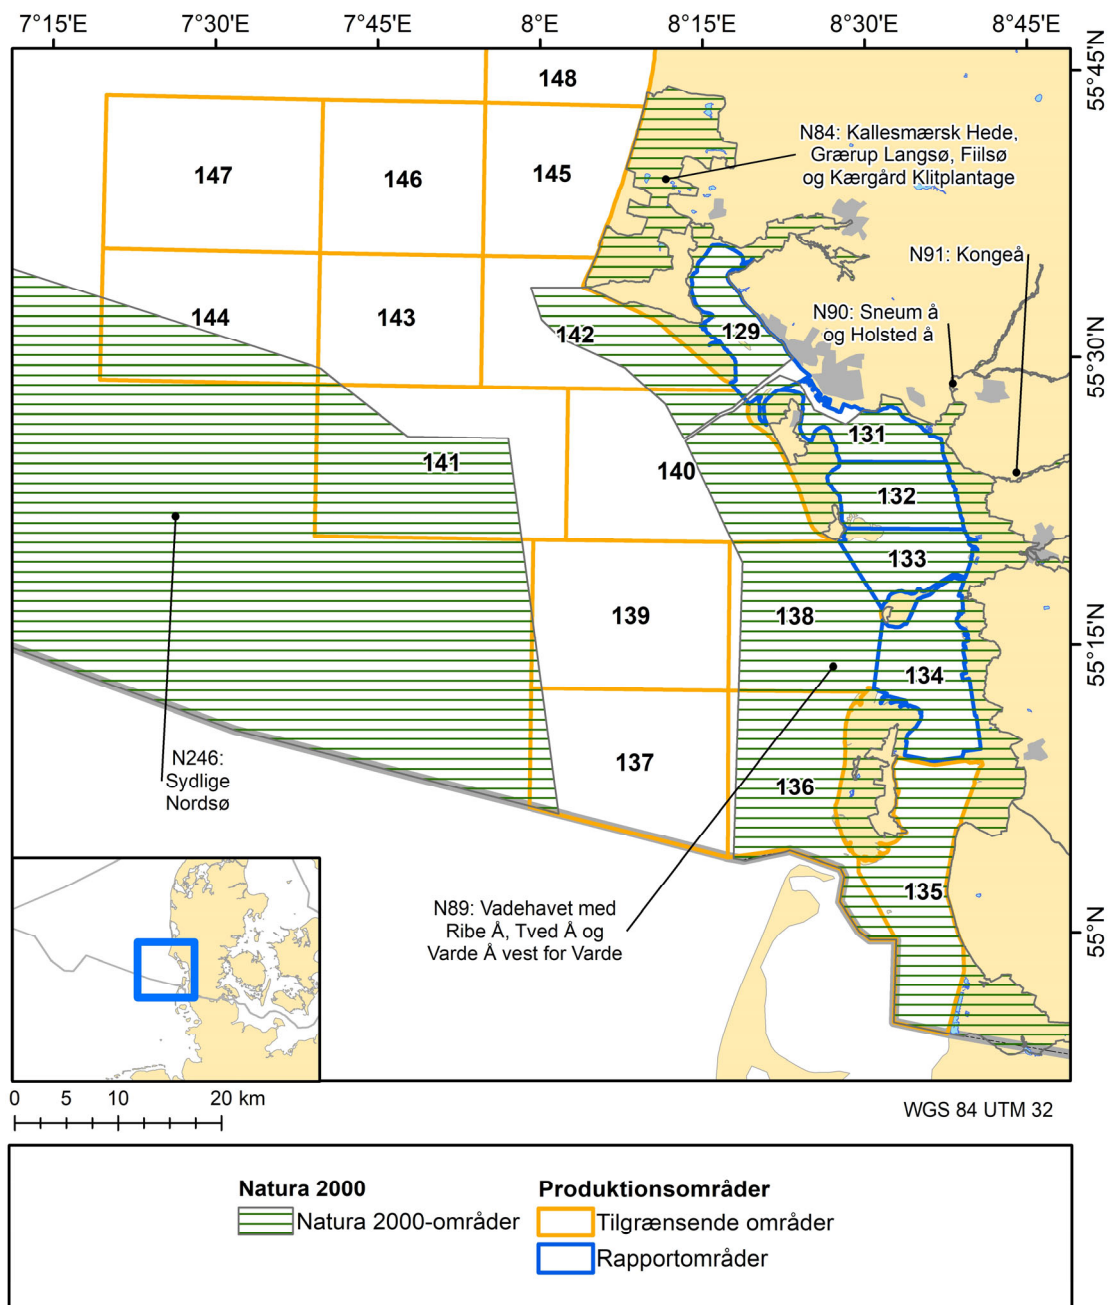 7°15'E
7°30'E
7°45'E
8°E
8°15'E
8°30'E
8°45'E
55°45'N
148
N84: Kallesmærsk Hede,
Grærup Langsø, Fiilsø
og Kærgård Klitplantage
147
146
145
N91: Kongeå
N90: Sneum å
og Holsted å
144
143
142
129
55°30'N
131
141
140
132
133
139
138
55°15'N
134
N246:
Sydlige
Nordsø
137
136
135
N89: Vadehavet med
Ribe Å, Tved Å og
Varde Å vest for Varde
55°N
0 5 10 20 km
WGS 84 UTM 32
Natura 2000
Natura 2000-områder
Produktionsområder
Tilgrænsende områder
Rapportområder